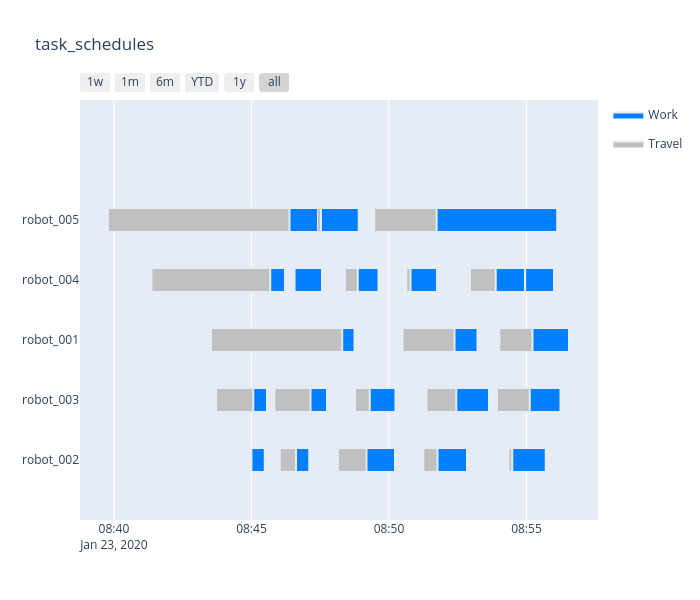 task_schedules
1w 1m 6m YTD 1y all
Work
Travel
robot_005
robot_004
robot_001
robot_003
robot_002
08:40 08:45 08:50 08:55
Jan 23, 2020